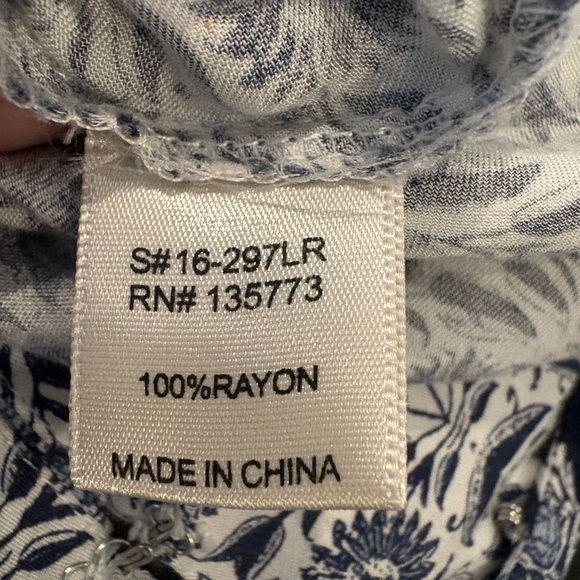 S#16-297LR
RN# 135773
100%RAYON
MADE IN CHINA